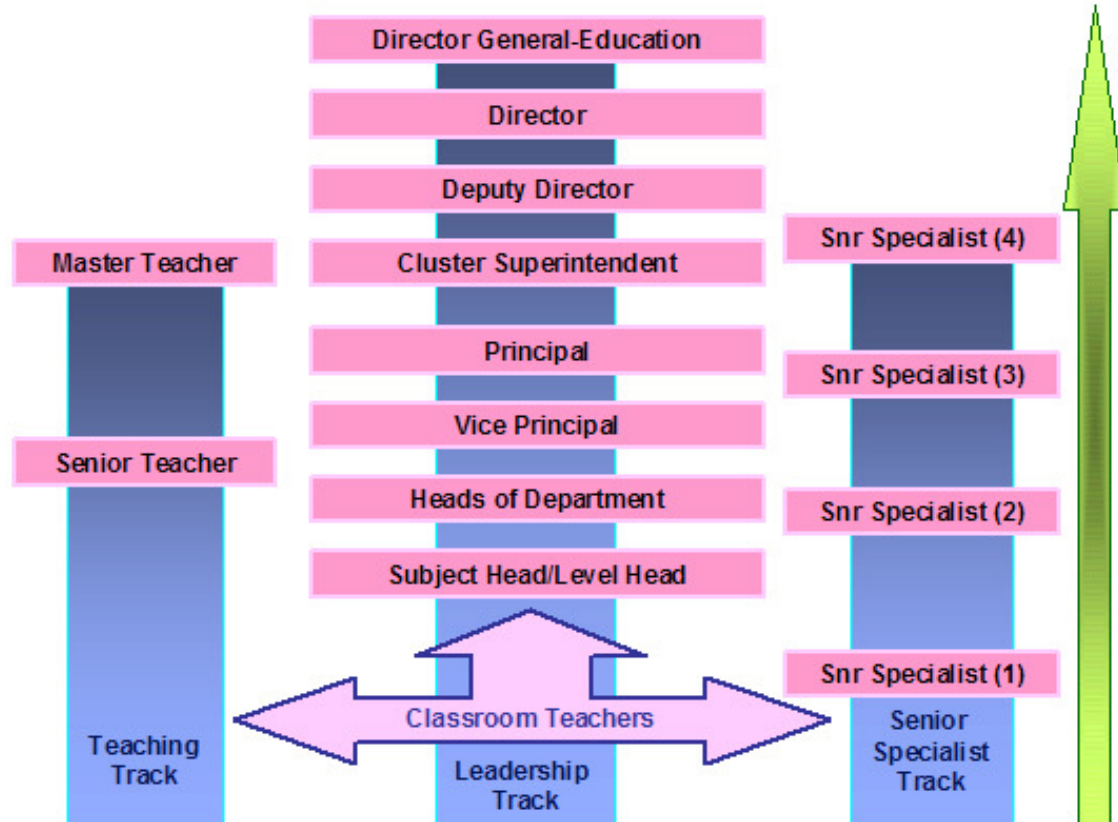 Director General-Education
Director
Deputy Director
Cluster Superintendent
Principal
Vice Principal
Heads of Department
Subject Head/Level Head
Master Teacher
Senior Teacher
Snr Specialist (4)
Snr Specialist (3)
Snr Specialist (2)
Snr Specialist (1)
Classroom Teachers
Teaching
Track
Leadership
Track
Senior
Specialist
Track